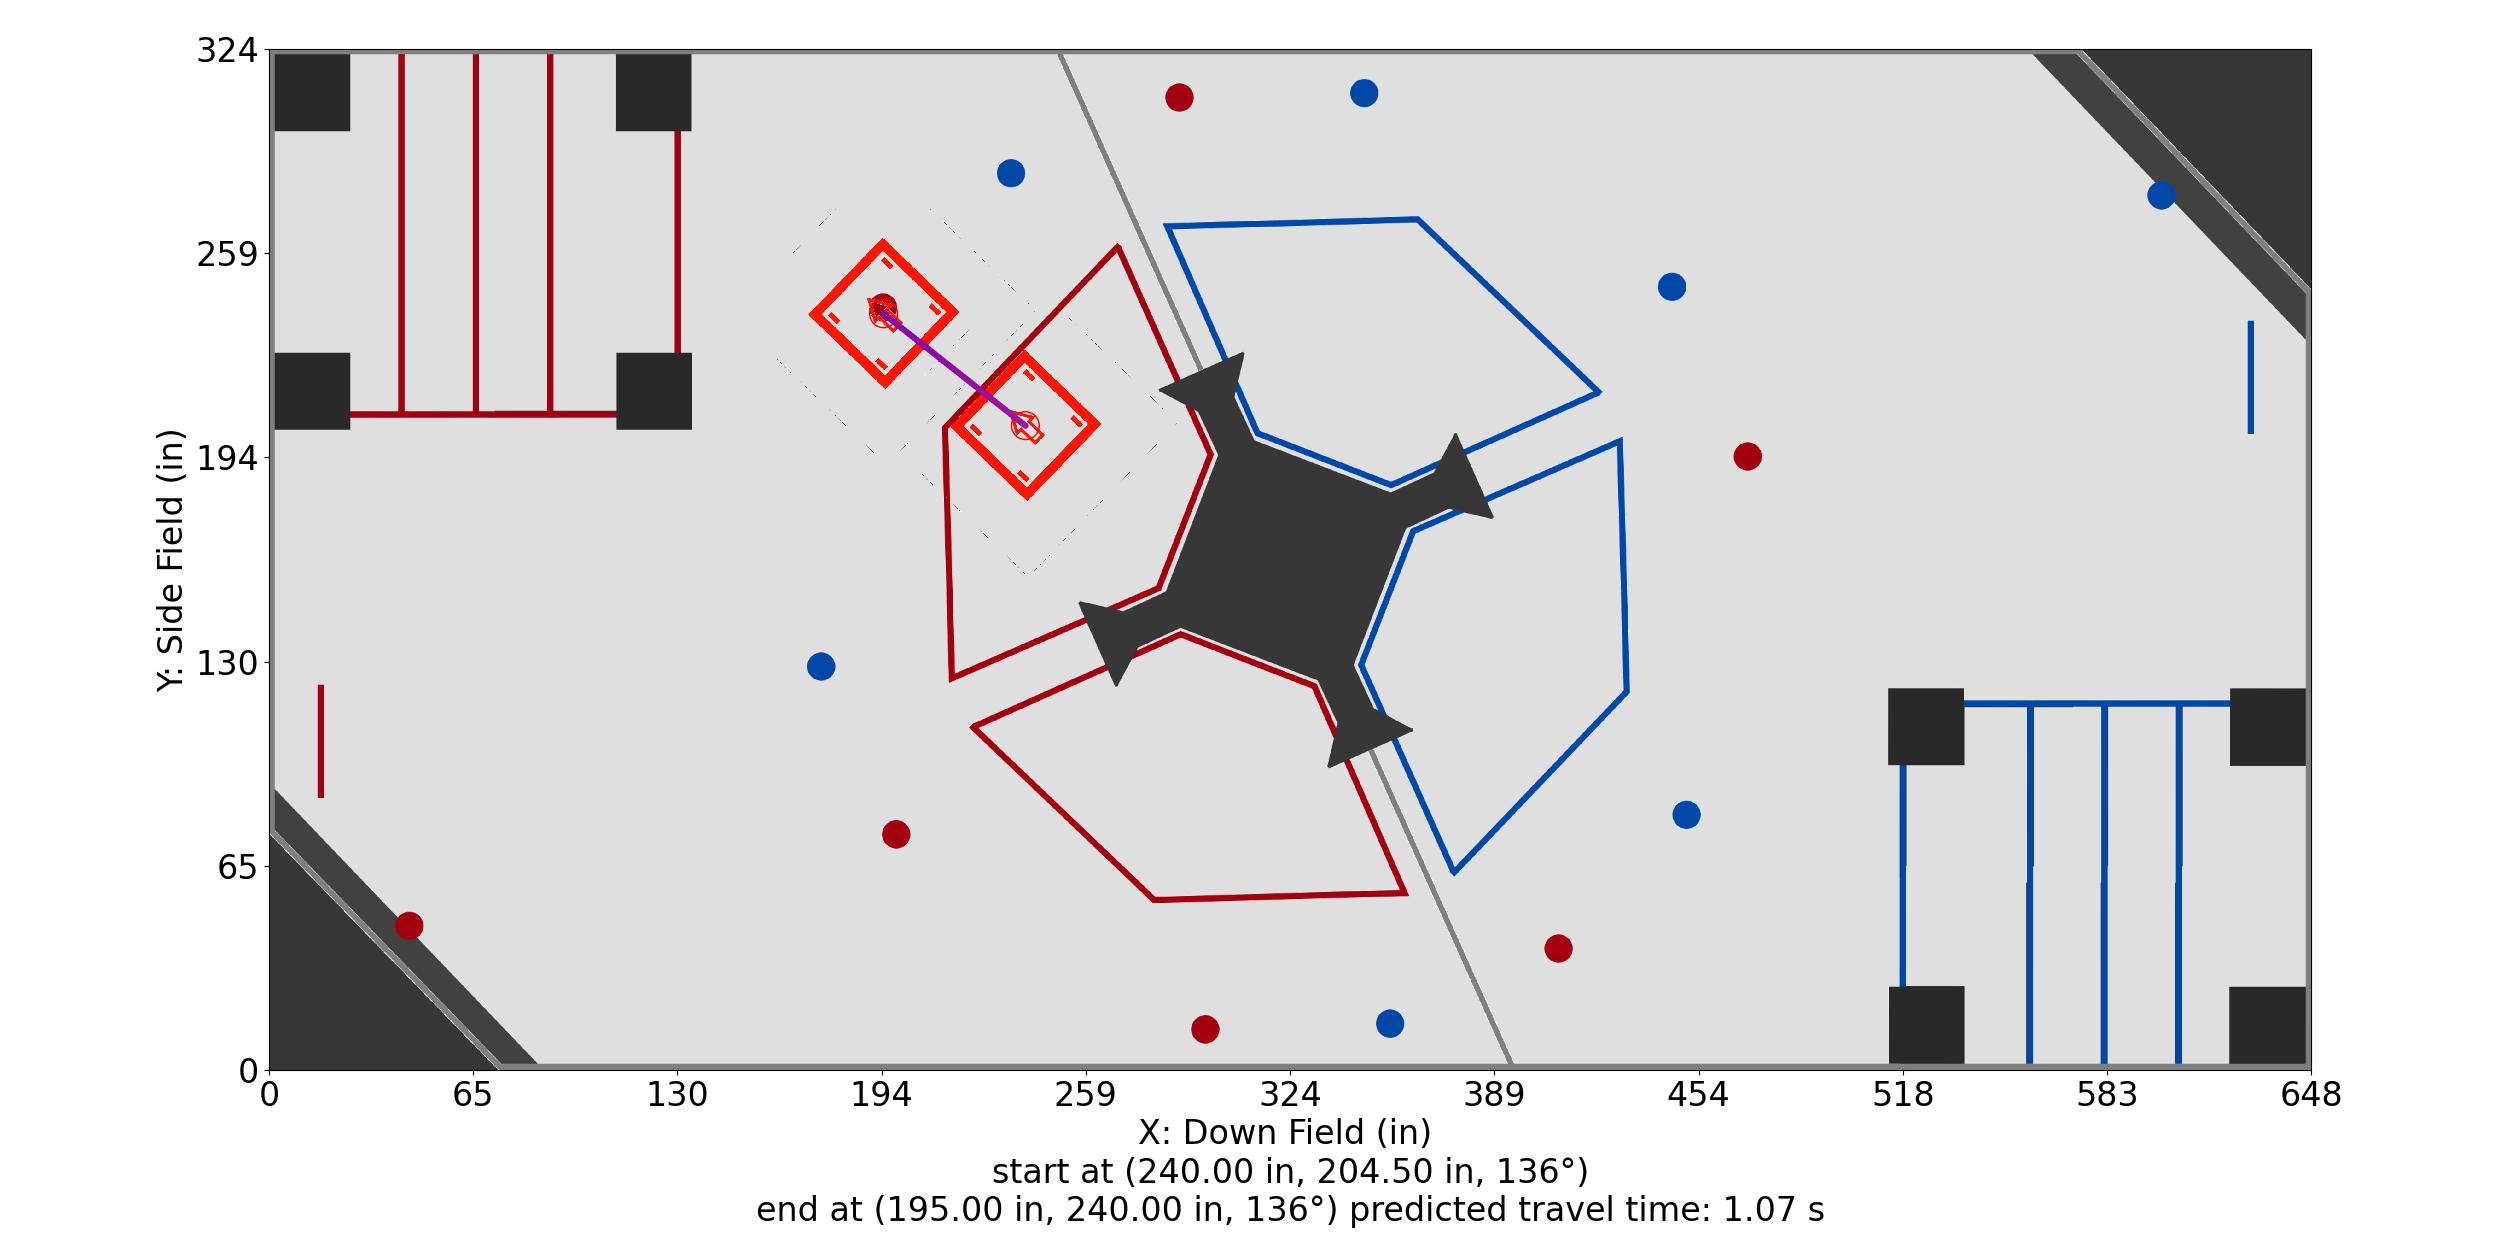 324
259
194
130
65
0
Y: Side Field (in)
0 65 130 194 259 324 389 454 518 583 648
X: Down Field (in)
start at (240.00 in, 204.50 in, 136°)
end at (195.00 in, 240.00 in, 136°) predicted travel time: 1.07 s